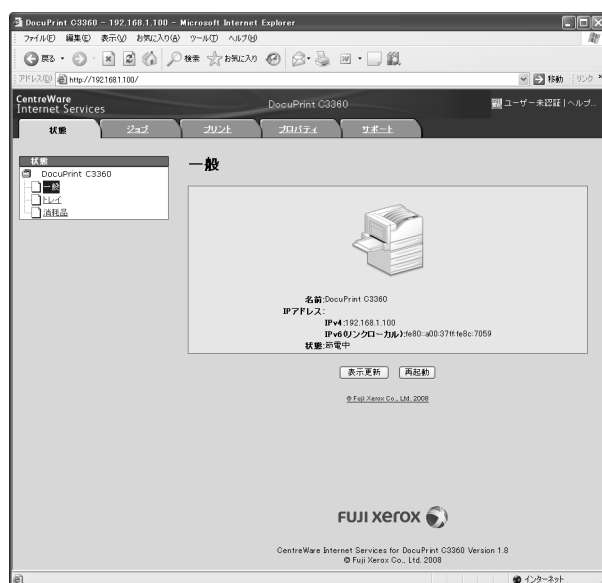 DocuPrint C3360 - 192.168.1.100 - Microsoft Internet Explorer
ファイル(F) 編集(E) 表示(V) お気に入り(A) ツール(T) ヘルプ(H)
戻る 検索 お気に入り
アドレス(D) http://192.168.1.100/ 移動 リンク »
CentreWare
Internet Services
DocuPrint C3360
ユーザー未認証 | ヘルプ...
状態 ジョブ プリント プロパティ サポート
状態
DocuPrint C3360
一般
トレイ
消耗品
一般
名前:DocuPrint C3360
IPアドレス:
IPv4:192.168.1.100
IPv6(リンクローカル):fe80::a00:37ff:fe8c:7059
状態:節電中
表示更新 再起動
© Fuji Xerox Co., Ltd. 2008
FUJI XEROX
CentreWare Internet Services for DocuPrint C3360 Version 1.8
© Fuji Xerox Co., Ltd. 2008
インターネット